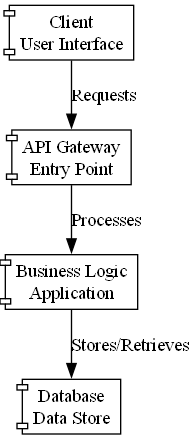 Client
User Interface
Requests
API Gateway
Entry Point
Processes
Business Logic
Application
Stores/Retrieves
Database
Data Store